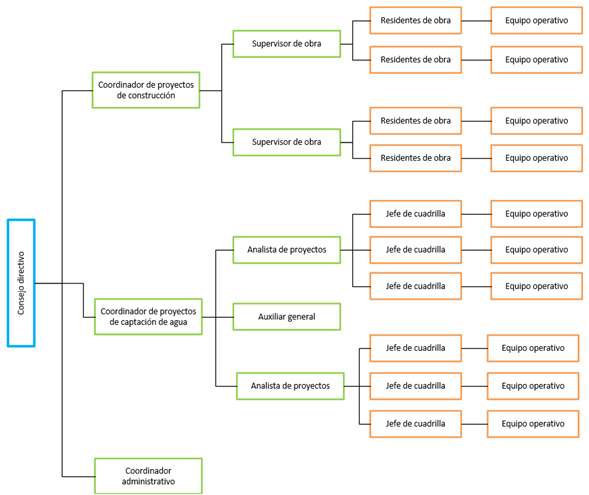 Consejo directivo
Coordinador de proyectos
de construcción
Supervisor de obra
Residentes de obra
Equipo operativo
Residentes de obra
Equipo operativo
Supervisor de obra
Residentes de obra
Equipo operativo
Residentes de obra
Equipo operativo
Coordinador de proyectos
de captación de agua
Analista de proyectos
Jefe de cuadrilla
Equipo operativo
Jefe de cuadrilla
Equipo operativo
Jefe de cuadrilla
Equipo operativo
Auxiliar general
Analista de proyectos
Jefe de cuadrilla
Equipo operativo
Jefe de cuadrilla
Equipo operativo
Jefe de cuadrilla
Equipo operativo
Coordinador
administrativo